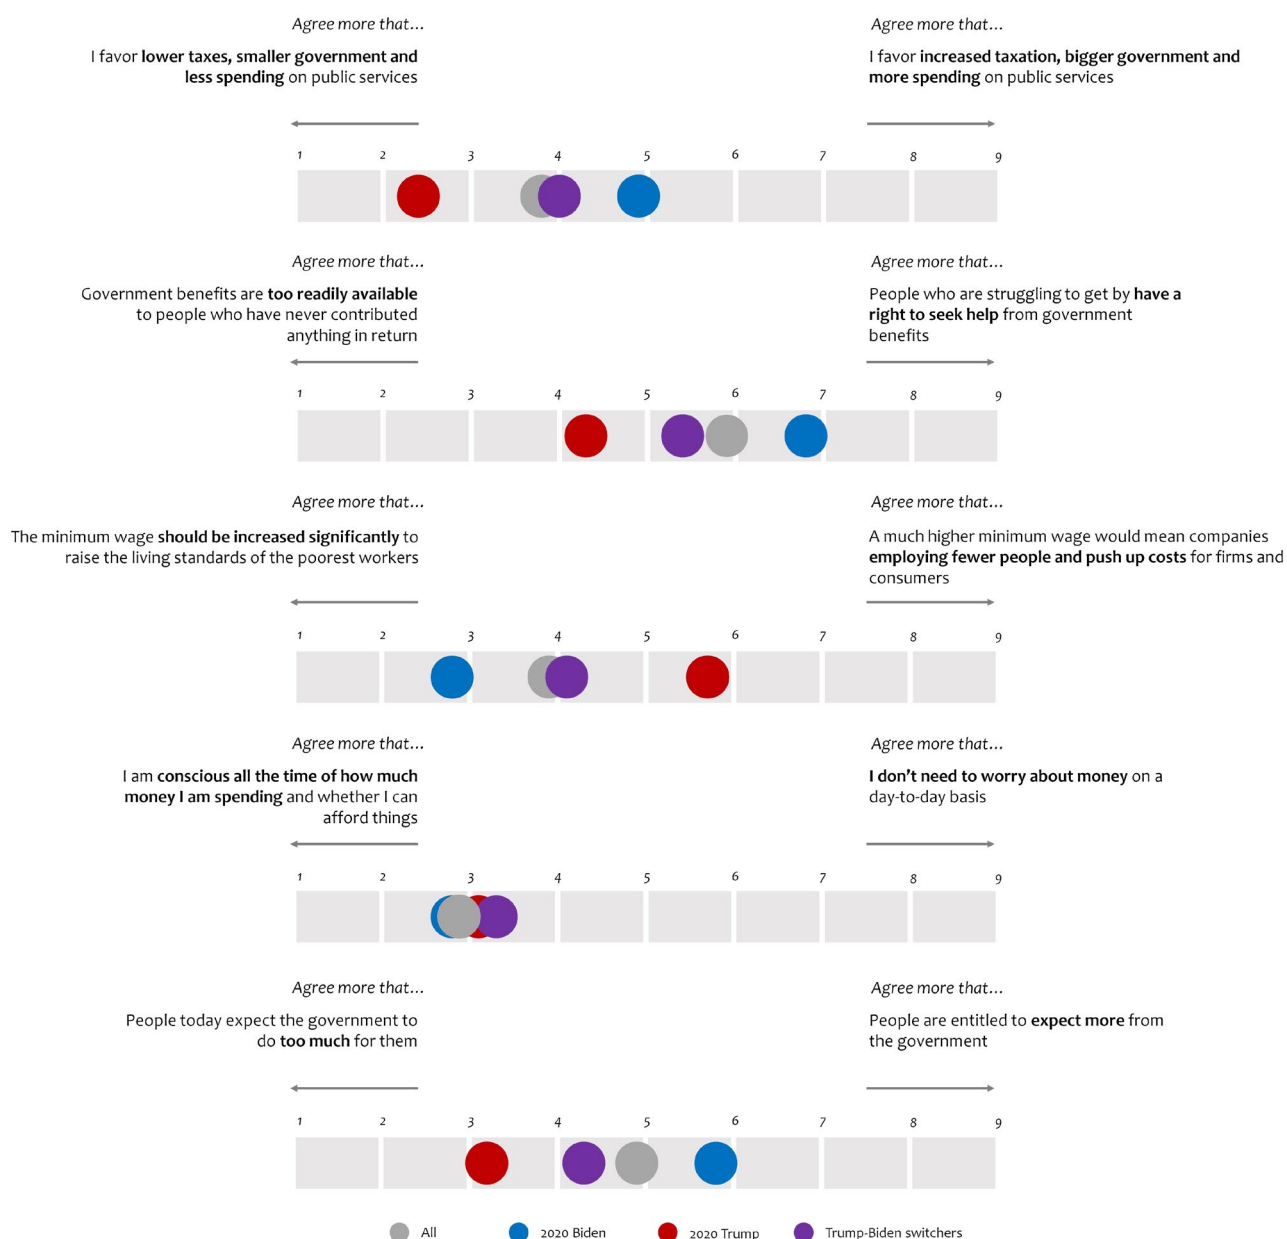 Agree more that...
Agree more that...
I favor lower taxes, smaller government and
less spending on public services
I favor increased taxation, bigger government and
more spending on public services
1 2 3 4 5 6 7 8 9
Agree more that...
Agree more that...
Government benefits are too readily available
to people who have never contributed
anything in return
People who are struggling to get by have a
right to seek help from government
benefits
1 2 3 4 5 6 7 8 9
Agree more that...
Agree more that...
The minimum wage should be increased significantly to
raise the living standards of the poorest workers
A much higher minimum wage would mean companies
employing fewer people and push up costs for firms and
consumers
1 2 3 4 5 6 7 8 9
Agree more that...
Agree more that...
I am conscious all the time of how much
money I am spending and whether I can
afford things
I don't need to worry about money on a
day-to-day basis
1 2 3 4 5 6 7 8 9
Agree more that...
Agree more that...
People today expect the government to
do too much for them
People are entitled to expect more from
the government
1 2 3 4 5 6 7 8 9
All 2020 Biden 2020 Trump Trump-Biden switchers